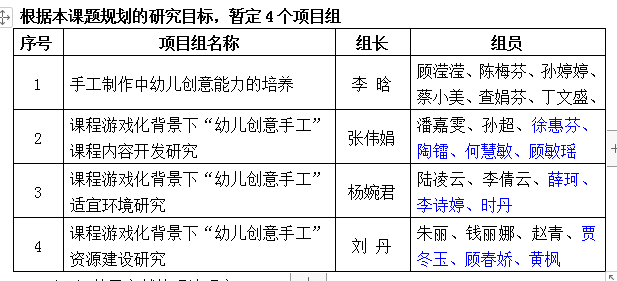 根据本课题规划的研究目标，暂定4个项目组
序号 项目组名称 组长 组员
1 手工制作中幼儿创意能力的培养 李 晗 顾滢滢、陈梅芬、孙婷婷、
蔡小美、查娟芬、丁文盛、
2 课程游戏化背景下“幼儿创意手工” 张伟娟 潘嘉雯、孙超、徐惠芬、
课程内容开发研究 陶镭、何慧敏、顾敏瑶
3 课程游戏化背景下“幼儿创意手工” 杨婉君 陆凌云、李倩云、薛珂、
适宜环境研究 李诗婷、时丹
4 课程游戏化背景下“幼儿创意手工” 刘 丹 朱丽、钱丽娜、赵青、贾
资源建设研究 冬玉、顾春娇、黄枫